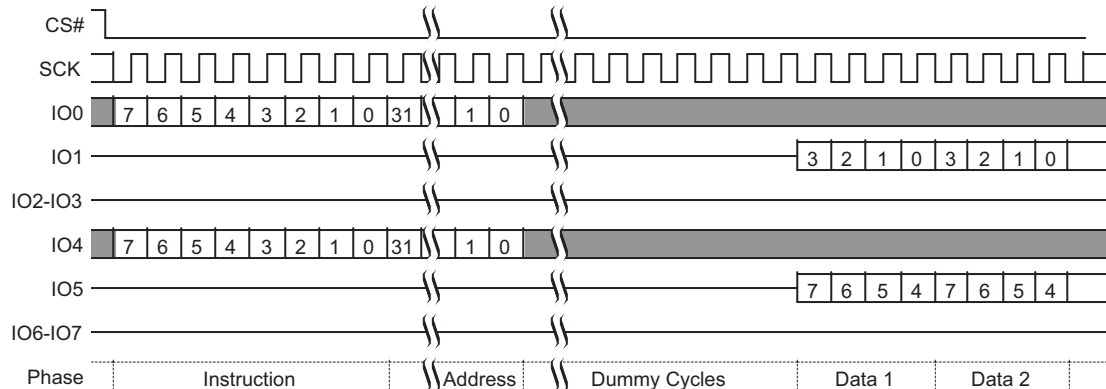 CS#
SCK
IO0 7 6 5 4 3 2 1 0 31 1 0
IO1 3 2 1 0 3 2 1 0
IO2-IO3
IO4 7 6 5 4 3 2 1 0 31 1 0
IO5 7 6 5 4 7 6 5 4
IO6-IO7
Phase Instruction Address Dummy Cycles Data 1 Data 2